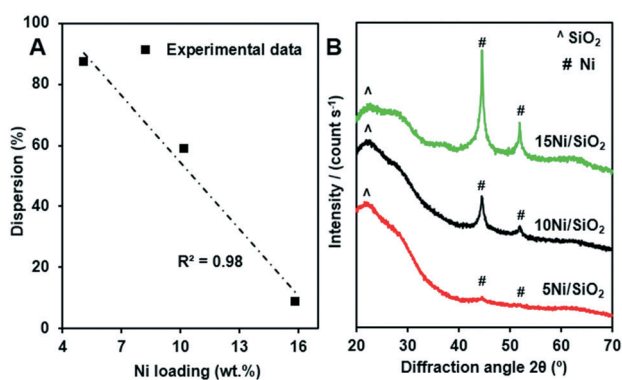 A
■ Experimental data
R² = 0.98
Dispersion (%)
100
80
60
40
20
0
4
7
10
13
16
Ni loading (wt.%)
B
^ SiO₂
# Ni
#
^
#
15Ni/SiO₂
^
#
#
10Ni/SiO₂
^
#
#
5Ni/SiO₂
Intensity / (count s⁻¹)
20
30
40
50
60
70
Diffraction angle 2θ (º)